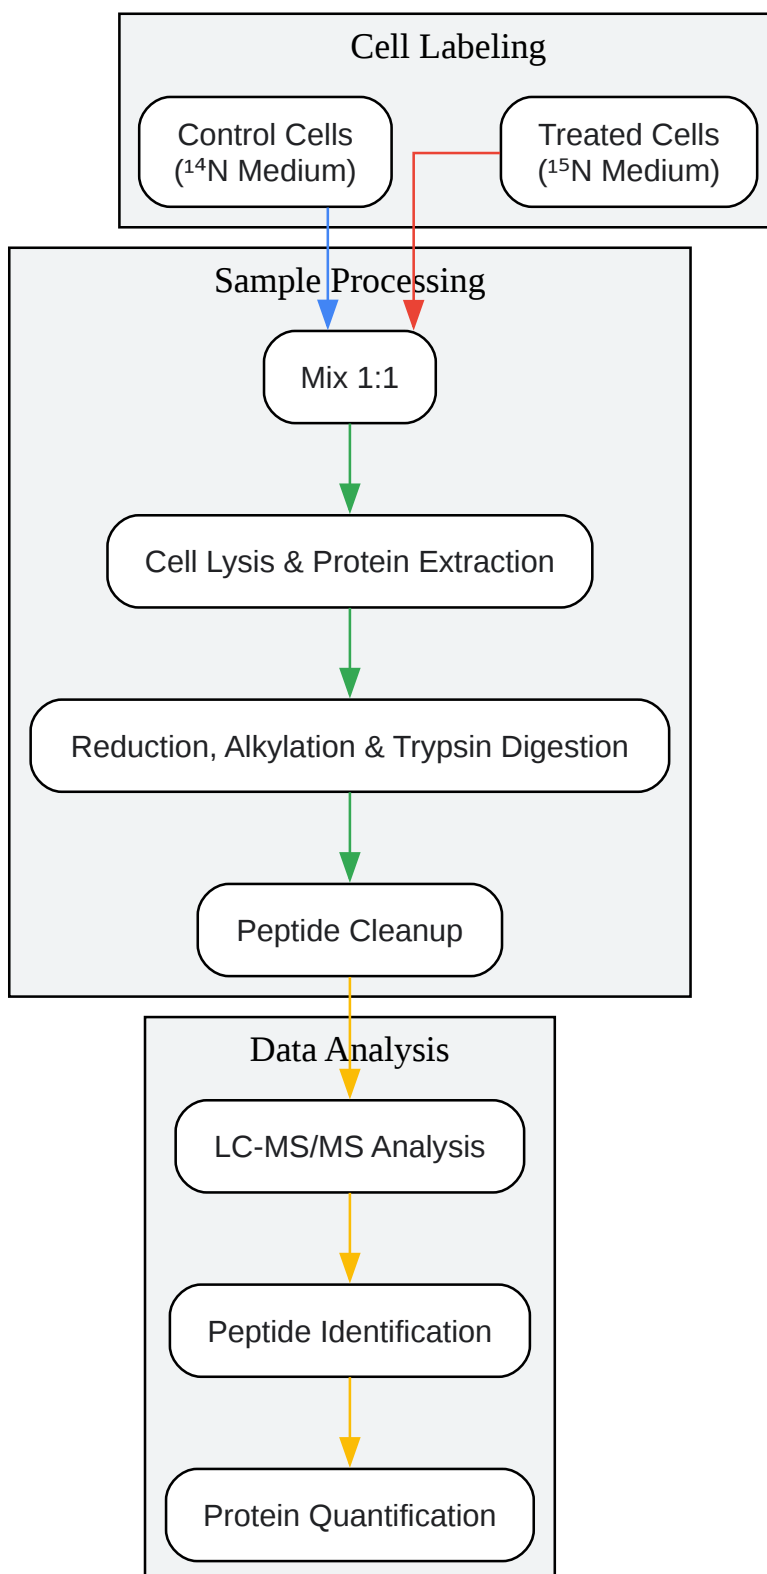 Cell Labeling
Control Cells
(¹⁴N Medium)
Treated Cells
(¹⁵N Medium)
Sample Processing
Mix 1:1
Cell Lysis & Protein Extraction
Reduction, Alkylation & Trypsin Digestion
Peptide Cleanup
Data Analysis
LC-MS/MS Analysis
Peptide Identification
Protein Quantification